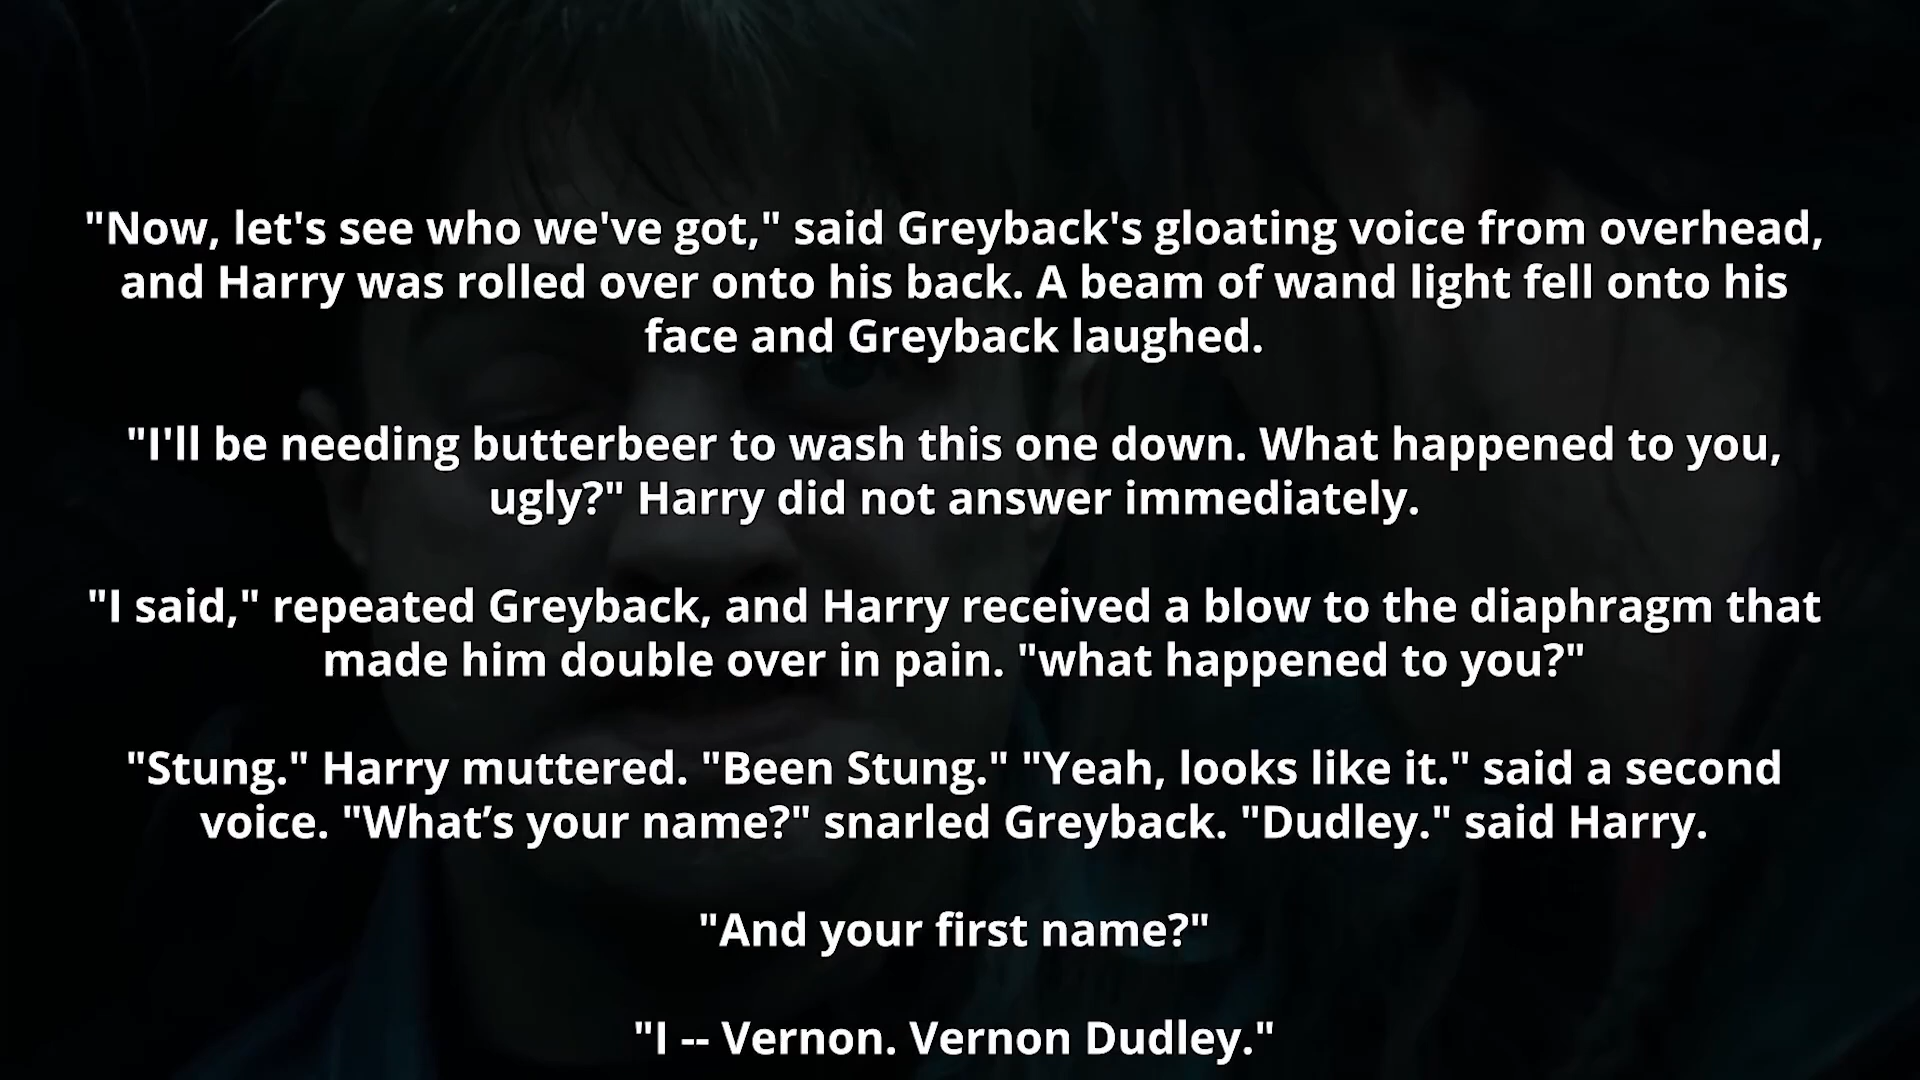 "Now, let's see who we've got," said Greyback's gloating voice from overhead,
and Harry was rolled over onto his back. A beam of wand light fell onto his
face and Greyback laughed.
"I'll be needing butterbeer to wash this one down. What happened to you,
ugly?" Harry did not answer immediately.
"I said," repeated Greyback, and Harry received a blow to the diaphragm that
made him double over in pain. "what happened to you?"
"Stung." Harry muttered. "Been Stung." "Yeah, looks like it." said a second
voice. "What’s your name?" snarled Greyback. "Dudley." said Harry.
"And your first name?"
"I -- Vernon. Vernon Dudley."